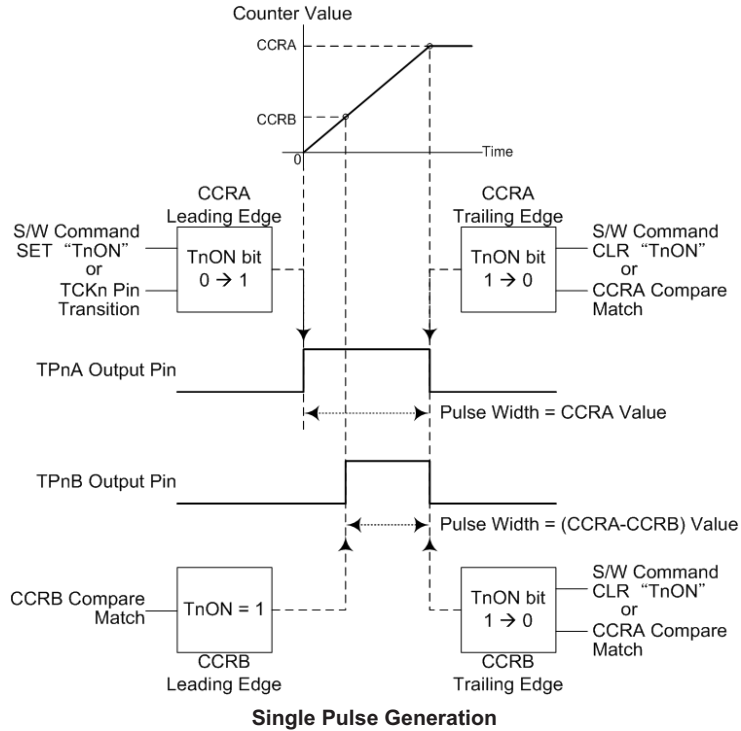 Counter Value
CCRA
CCRB
0
Time
CCRA
Leading Edge
S/W Command
SET “TnON”
or
TCKn Pin
Transition
TnON bit
0 → 1
CCRA
Trailing Edge
TnON bit
1 → 0
S/W Command
CLR “TnON”
or
CCRA Compare
Match
TPnA Output Pin
Pulse Width = CCRA Value
TPnB Output Pin
Pulse Width = (CCRA-CCRB) Value
CCRB Compare
Match
TnON = 1
CCRB
Leading Edge
TnON bit
1 → 0
CCRB
Trailing Edge
S/W Command
CLR “TnON”
or
CCRA Compare
Match
Single Pulse Generation